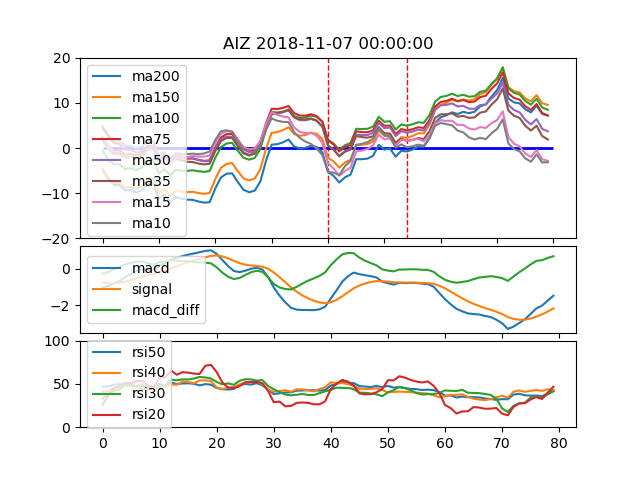 AIZ 2018-11-07 00:00:00
20
10
0
−10
−20
ma200
ma150
ma100
ma75
ma50
ma35
ma15
ma10
0
−2
macd
signal
macd_diff
100
50
0
rsi50
rsi40
rsi30
rsi20
0 10 20 30 40 50 60 70 80